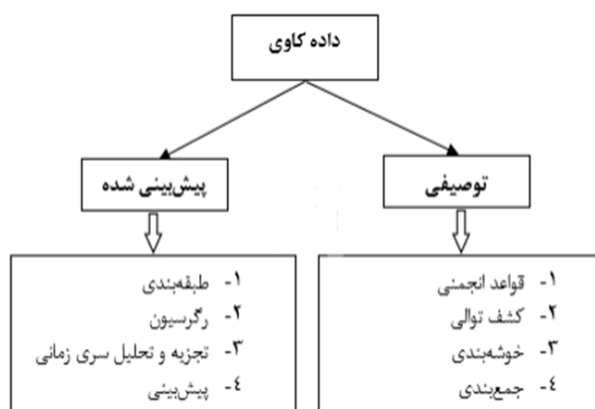 داده کاوی
توصیفی
پیش‌بینی شده
۱- قواعد انجمنی
۲- کشف توالی
۳- خوشه‌بندی
۴- جمع‌بندی
۱- طبقه‌بندی
۲- رگرسیون
۳- تجزیه و تحلیل سری زمانی
۴- پیش‌بینی